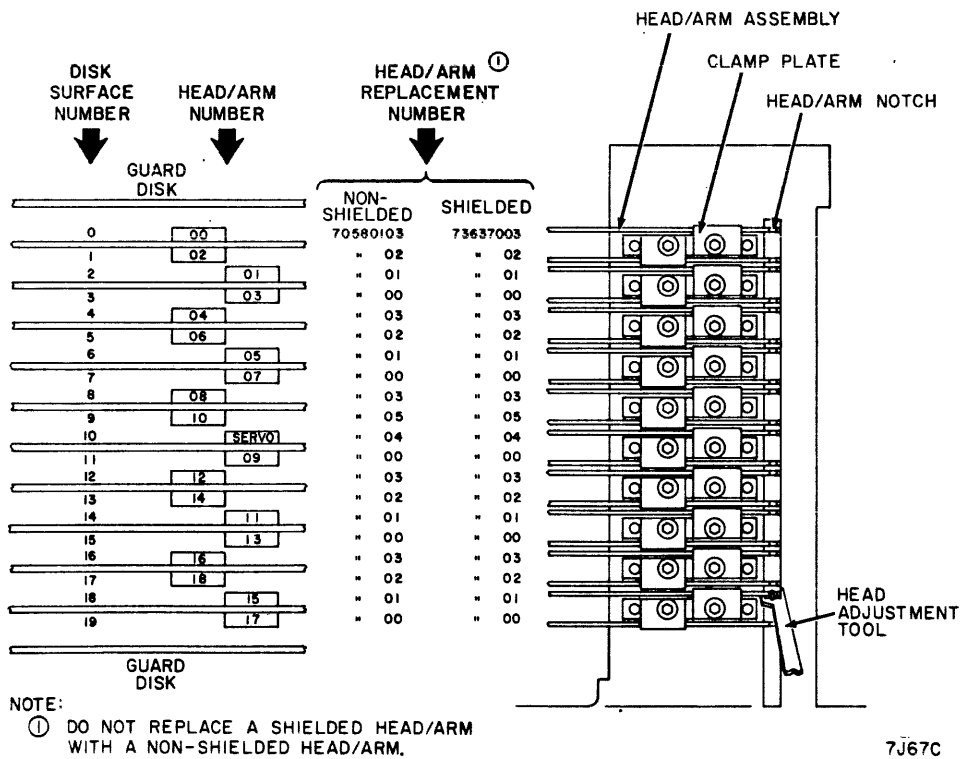 HEAD/ARM ASSEMBLY
CLAMP PLATE
HEAD/ARM NOTCH
DISK SURFACE NUMBER
HEAD/ARM NUMBER
HEAD/ARM ① REPLACEMENT NUMBER
GUARD DISK
NON-SHIELDED SHIELDED
0 00 70580103 73637003
1 02 " 02 " 02
2 01 " 01 " 01
3 03 " 00 " 00
4 04 " 03 " 03
5 06 " 02 " 02
6 05 " 01 " 01
7 07 " 00 " 00
8 08 " 03 " 03
9 10 " 05 " 05
10 SERVO " 04 " 04
11 09 " 00 " 00
12 12 " 03 " 03
13 14 " 02 " 02
14 11 " 01 " 01
15 13 " 00 " 00
16 16 " 03 " 03
17 18 " 02 " 02
18 15 " 01 " 01
19 17 " 00 " 00
HEAD ADJUSTMENT TOOL
GUARD DISK
NOTE:
① DO NOT REPLACE A SHIELDED HEAD/ARM
WITH A NON-SHIELDED HEAD/ARM.
7J67C